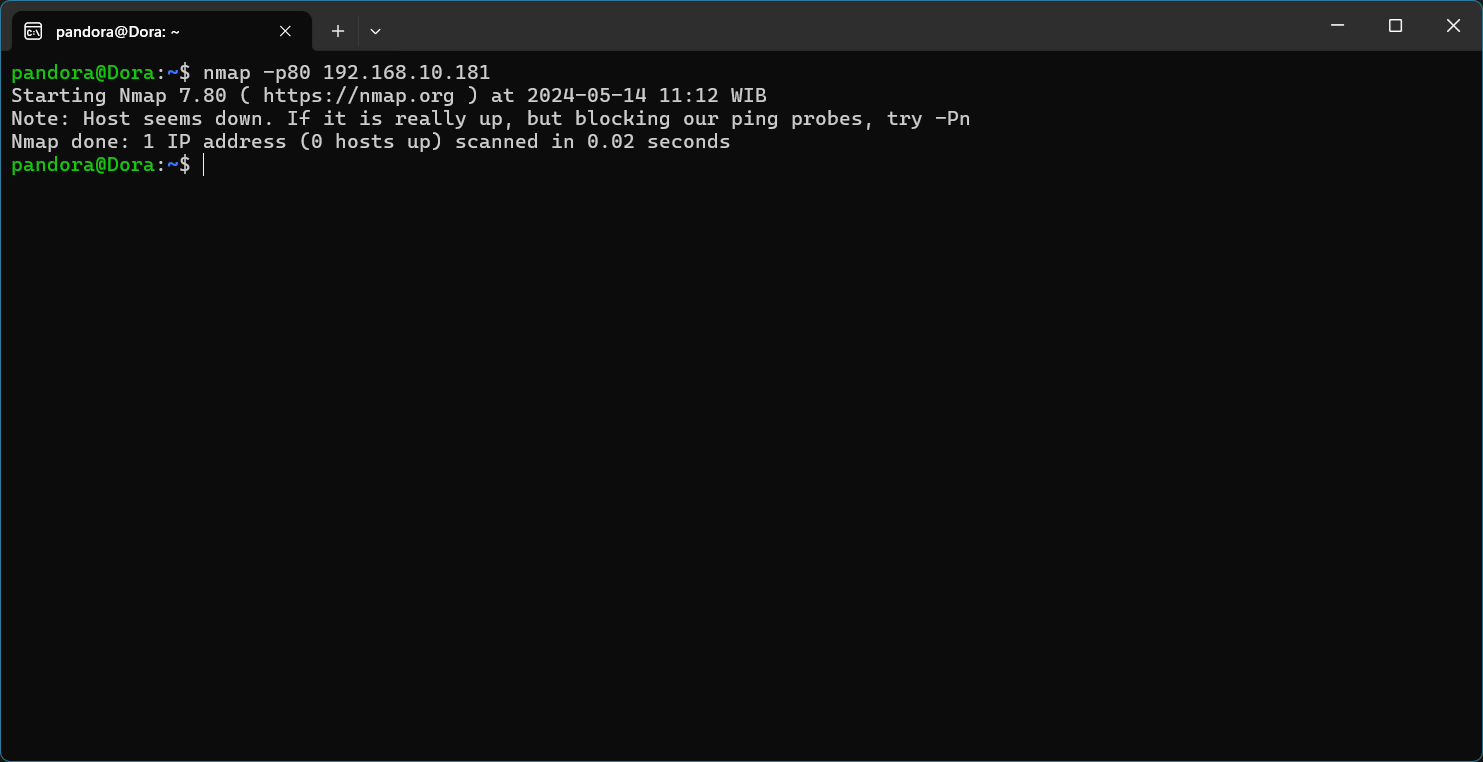 pandora@Dora: ~
pandora@Dora:~$ nmap -p80 192.168.10.181
Starting Nmap 7.80 ( https://nmap.org ) at 2024-05-14 11:12 WIB
Note: Host seems down. If it is really up, but blocking our ping probes, try -Pn
Nmap done: 1 IP address (0 hosts up) scanned in 0.02 seconds
pandora@Dora:~$